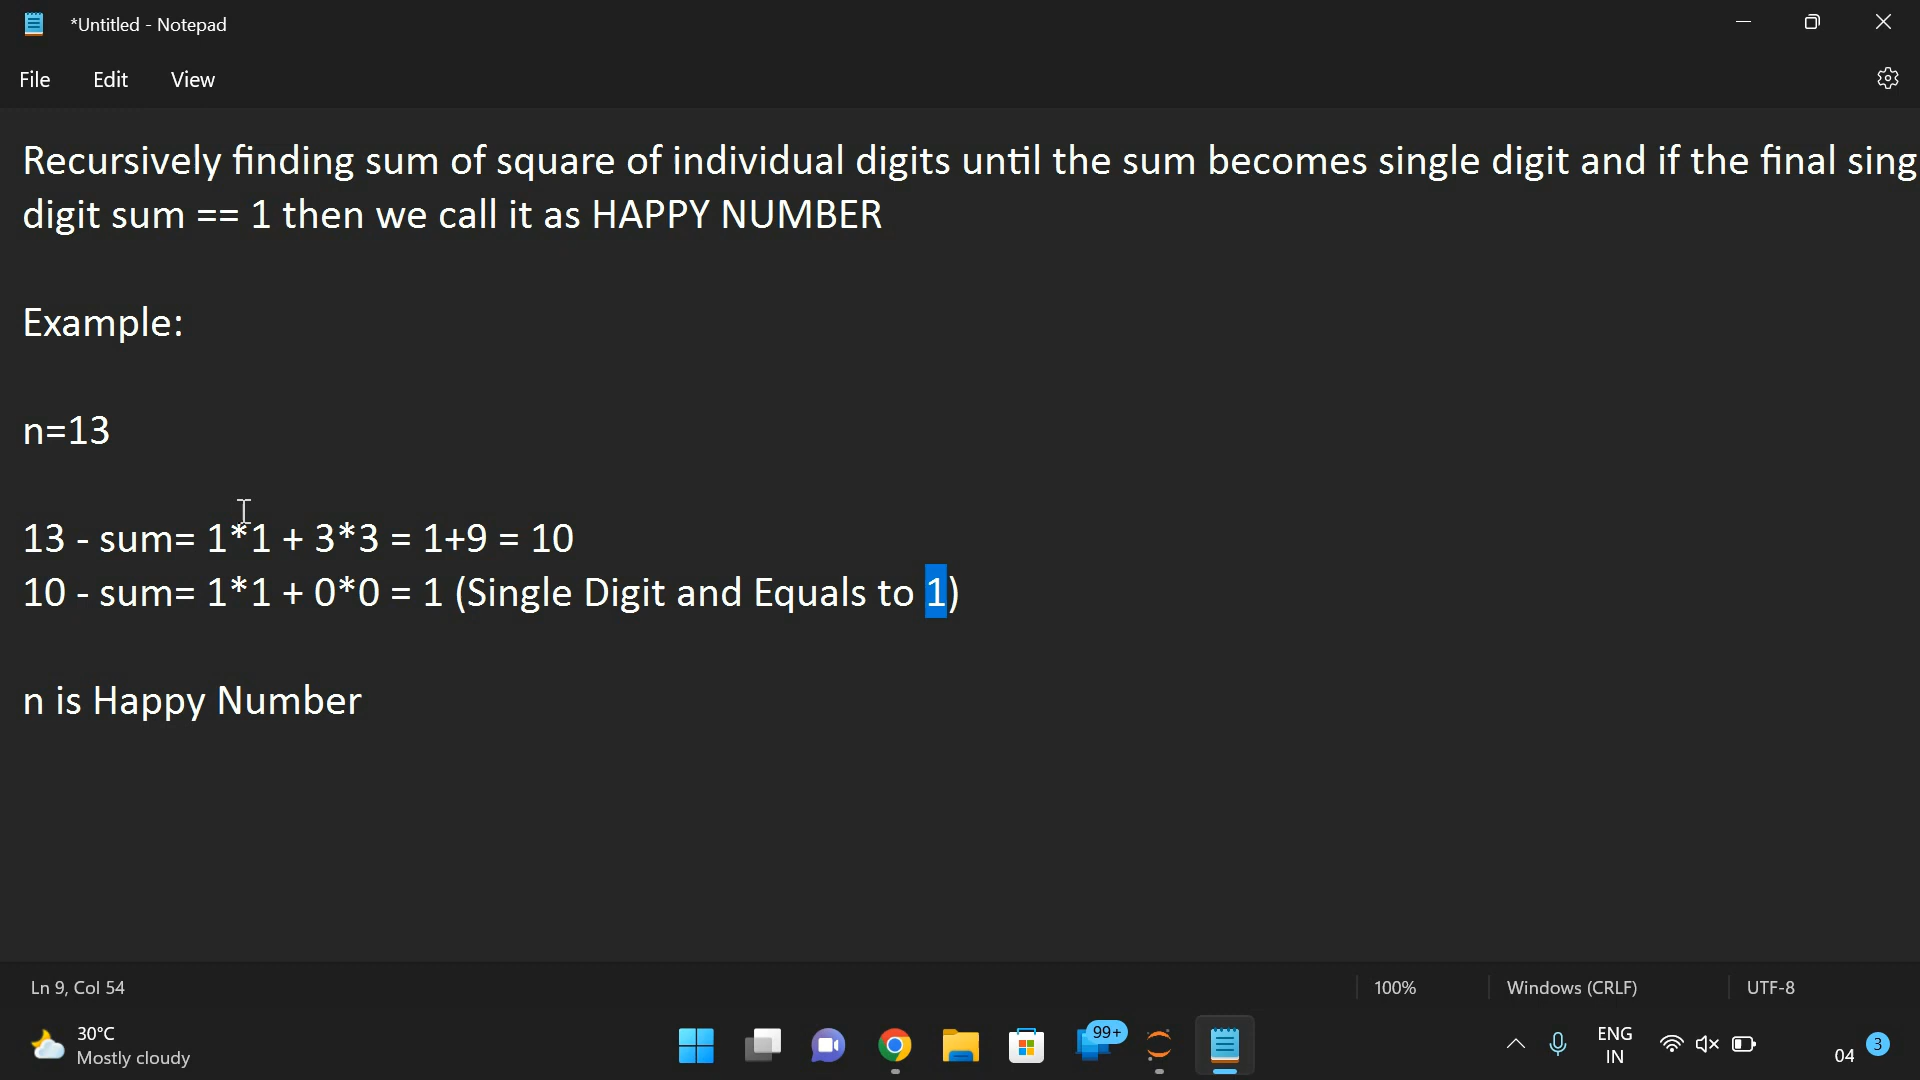 *Untitled - Notepad
File Edit View
Recursively finding sum of square of individual digits until the sum becomes single digit and if the final sing
digit sum == 1 then we call it as HAPPY NUMBER
Example:
n=13
13 - sum= 1*1 + 3*3 = 1+9 = 10
10 - sum= 1*1 + 0*0 = 1 (Single Digit and Equals to 1)
n is Happy Number
Ln 9, Col 54 100% Windows (CRLF) UTF-8
30°C
Mostly cloudy
99+
ENG
IN
04 3